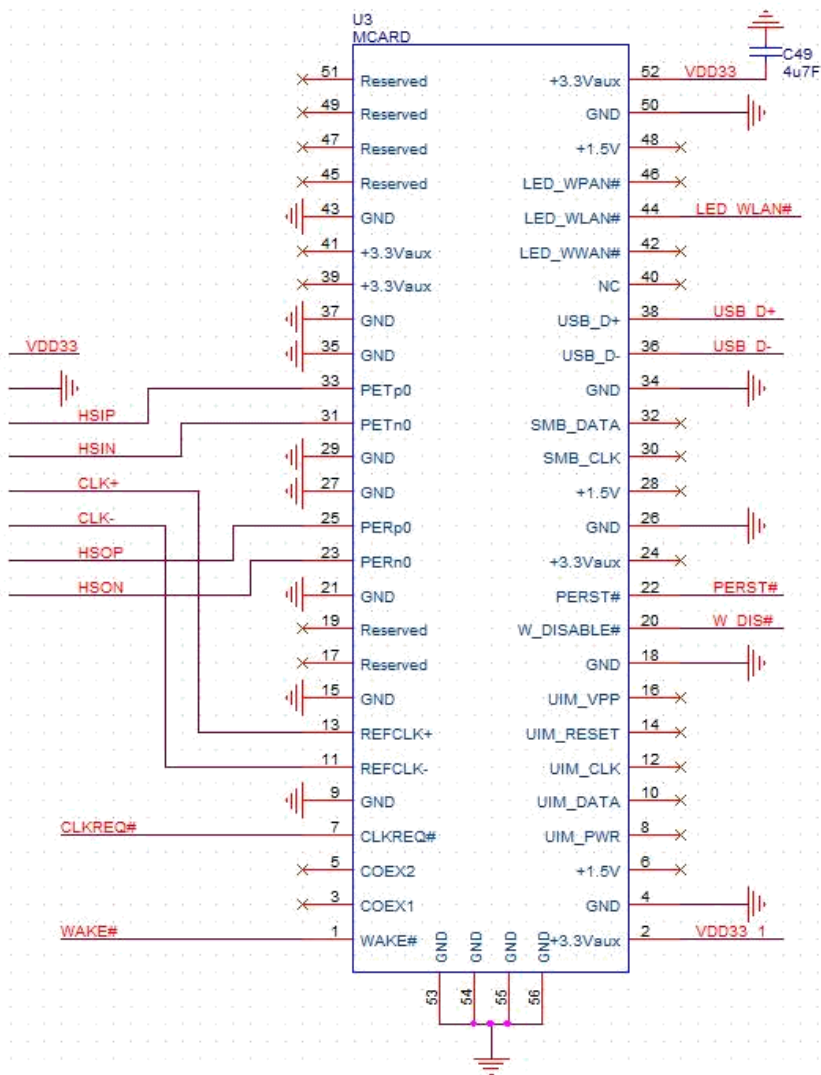 U3
MCARD
C49
4u7F
51 Reserved +3.3Vaux 52 VDD33
49 Reserved GND 50
47 Reserved +1.5V 48
45 Reserved LED_WPAN# 46
43 GND LED_WLAN# 44 LED_WLAN#
41 +3.3Vaux LED_WWAN# 42
39 +3.3Vaux NC 40
37 GND USB_D+ 38 USB_D+
VDD33 35 GND USB_D- 36 USB_D-
33 PETp0 GND 34
HSIP 31 PETn0 SMB_DATA 32
HSIN 29 GND SMB_CLK 30
CLK+ 27 GND +1.5V 28
CLK- 25 PERp0 GND 26
HSOP 23 PERn0 +3.3Vaux 24
HSON 21 GND PERST# 22 PERST#
19 Reserved W_DISABLE# 20 W_DIS#
17 Reserved GND 18
15 GND UIM_VPP 16
13 REFCLK+ UIM_RESET 14
11 REFCLK- UIM_CLK 12
9 GND UIM_DATA 10
CLKREQ# 7 CLKREQ# UIM_PWR 8
5 COEX2 +1.5V 6
3 COEX1 GND 4
WAKE# 1 WAKE# +3.3Vaux 2 VDD33_1
GND GND GND GND
53 54 55 56